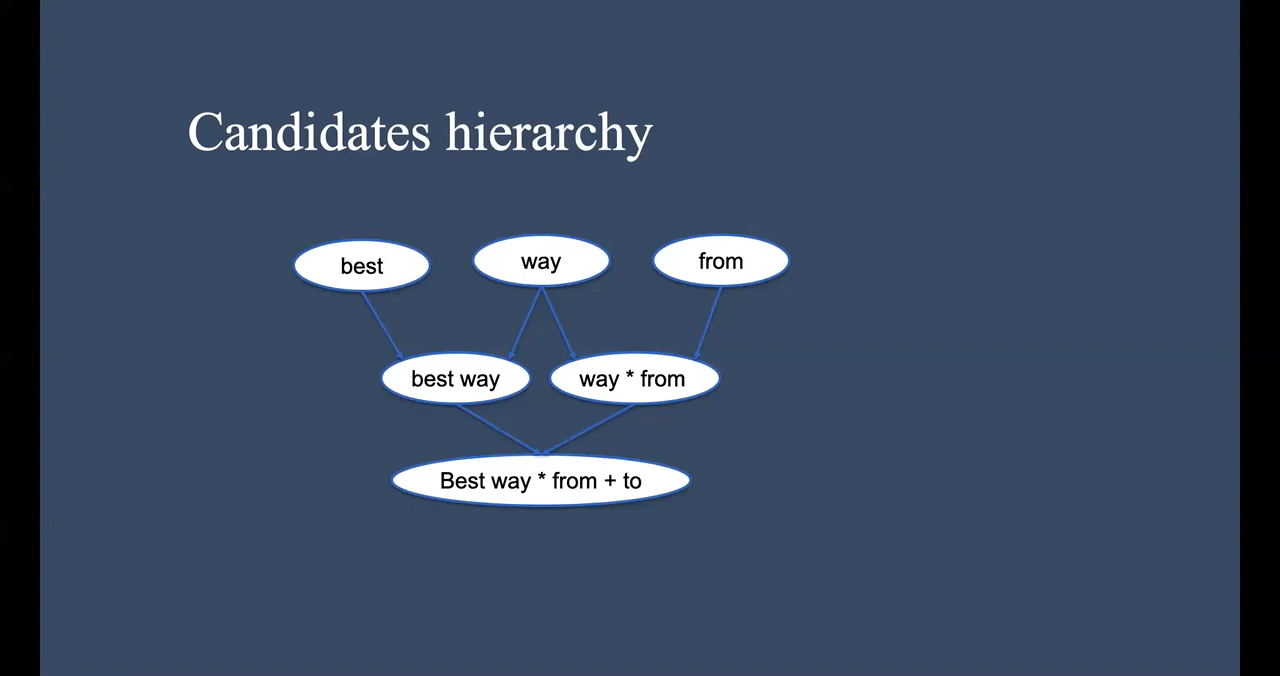 Candidates hierarchy
best
way
from
best way
way * from
Best way * from + to